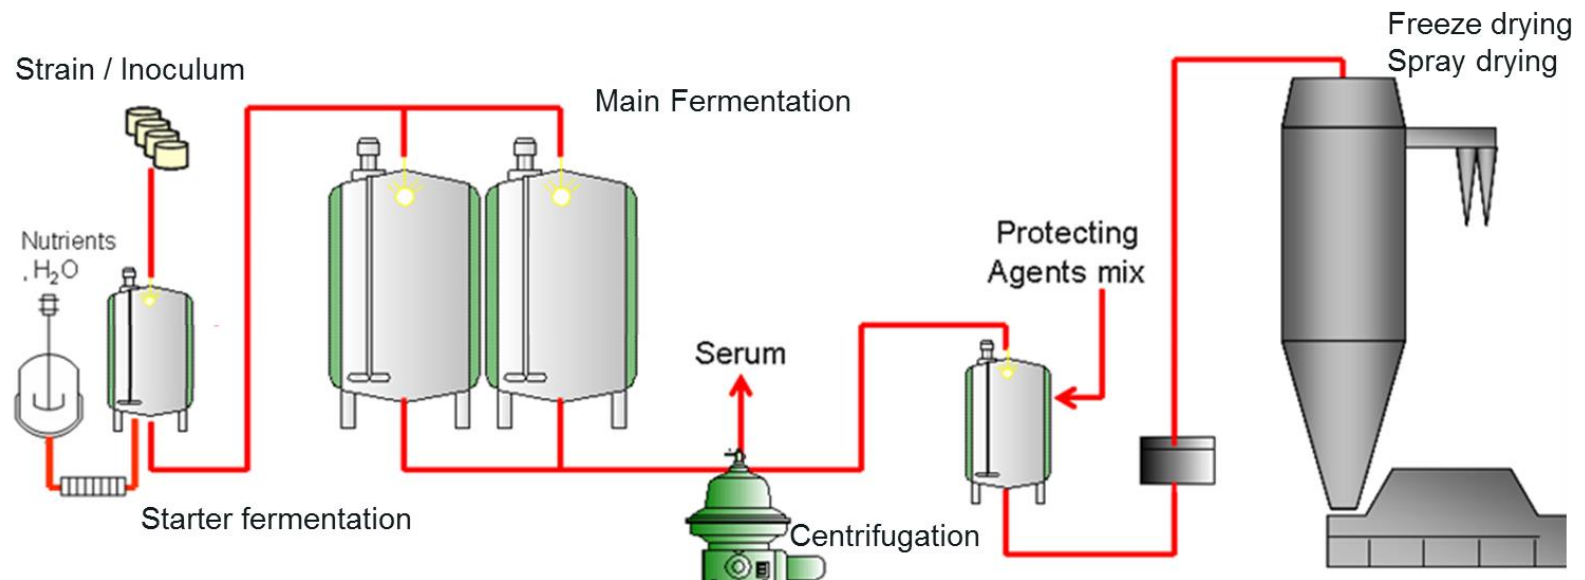 Freeze drying
Spray drying
Strain / Inoculum
Main Fermentation
Nutrients
. H₂O
Protecting
Agents mix
Serum
Starter fermentation
Centrifugation